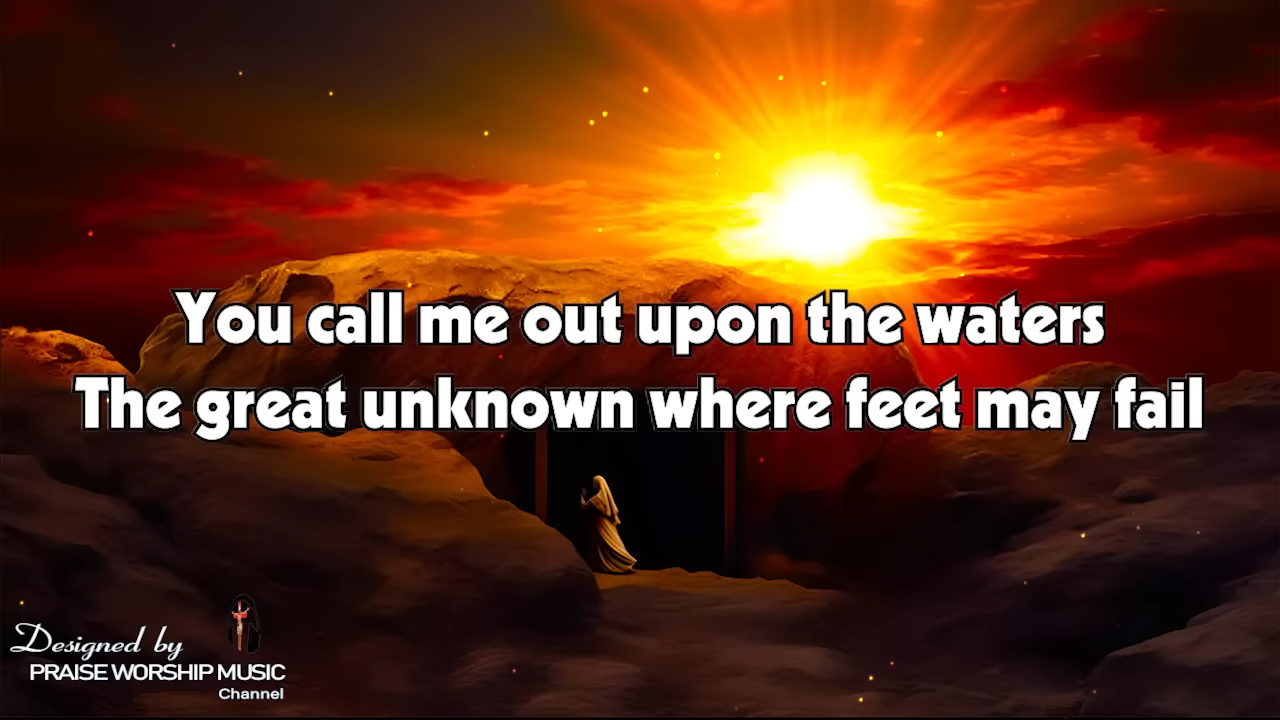 You call me out upon the waters
The great unknown where feet may fail
Designed by
PRAISE WORSHIP MUSIC
Channel